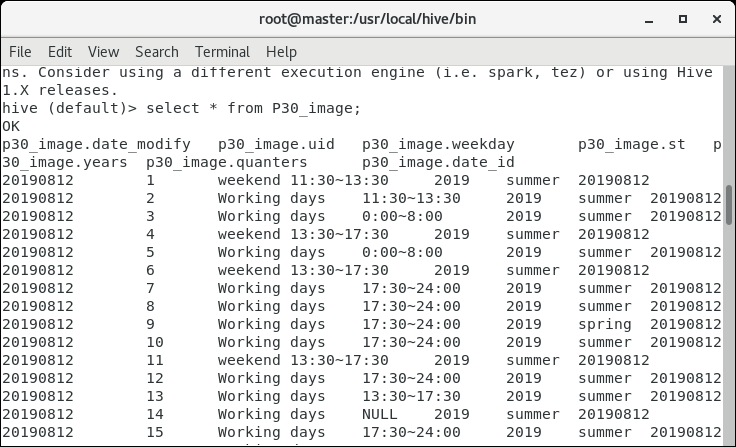 root@master:/usr/local/hive/bin
File Edit View Search Terminal Help
ns. Consider using a different execution engine (i.e. spark, tez) or using Hive
1.X releases.
hive (default)> select * from P30_image;
OK
p30_image.date_modify p30_image.uid p30_image.weekday p30_image.st p
30_image.years p30_image.quanters p30_image.date_id
20190812 1 weekend 11:30~13:30 2019 summer 20190812
20190812 2 Working days 11:30~13:30 2019 summer 20190812
20190812 3 Working days 0:00~8:00 2019 summer 20190812
20190812 4 weekend 13:30~17:30 2019 summer 20190812
20190812 5 Working days 0:00~8:00 2019 summer 20190812
20190812 6 weekend 13:30~17:30 2019 summer 20190812
20190812 7 Working days 17:30~24:00 2019 summer 20190812
20190812 8 Working days 17:30~24:00 2019 summer 20190812
20190812 9 Working days 17:30~24:00 2019 spring 20190812
20190812 10 Working days 17:30~24:00 2019 summer 20190812
20190812 11 weekend 13:30~17:30 2019 summer 20190812
20190812 12 Working days 17:30~24:00 2019 summer 20190812
20190812 13 Working days 13:30~17:30 2019 summer 20190812
20190812 14 Working days NULL 2019 summer 20190812
20190812 15 Working days 17:30~24:00 2019 summer 20190812